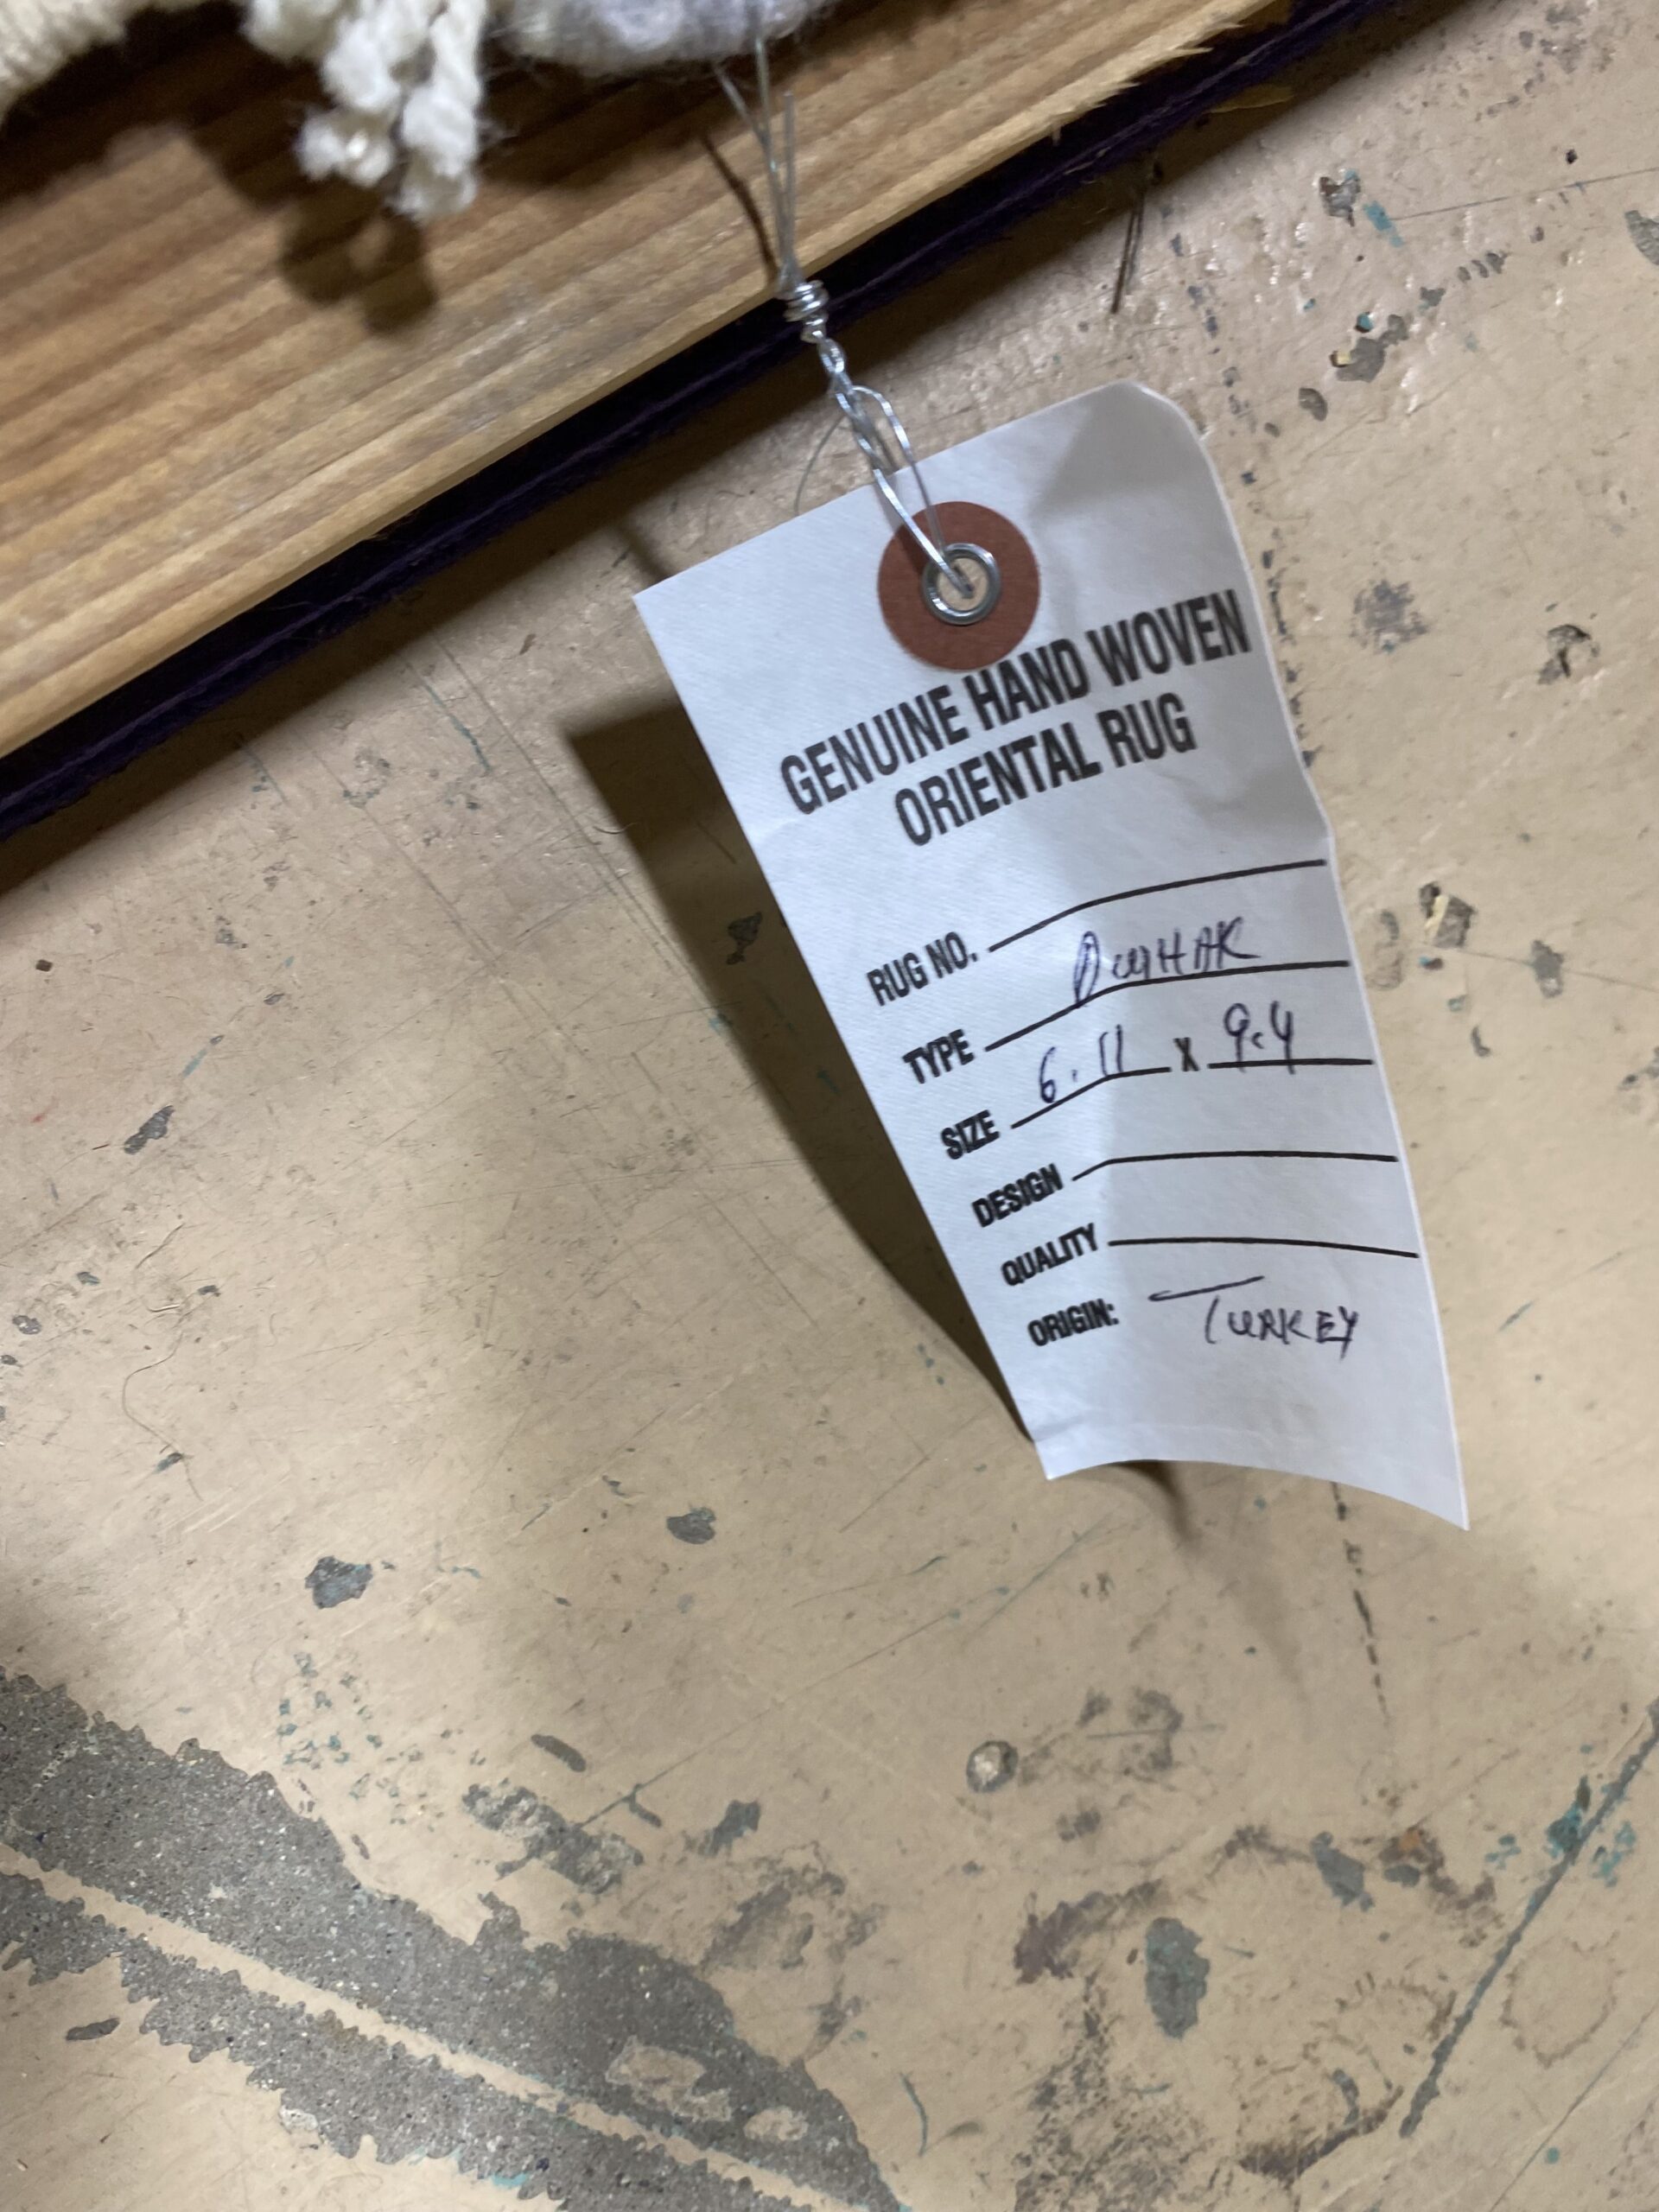 GENUINE HAND WOVEN
ORIENTAL RUG
RUG NO.
TYPE
SIZE 6.11 X 9.4
DESIGN
QUALITY
ORIGIN: TURKEY